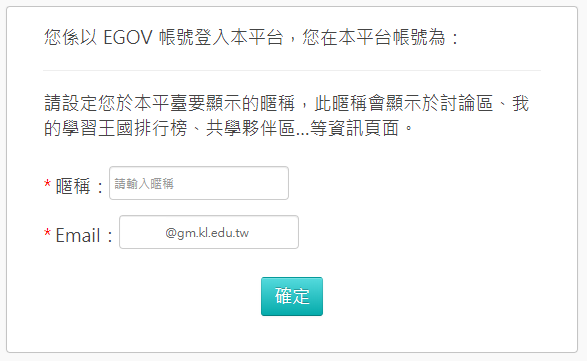 您係以 EGOV 帳號登入本平台，您在本平台帳號為：
請設定您於本平臺要顯示的暱稱，此暱稱會顯示於討論區、我
的學習王國排行榜、共學夥伴區...等資訊頁面。
* 暱稱：請輸入暱稱
* Email：@gm.kl.edu.tw
確定